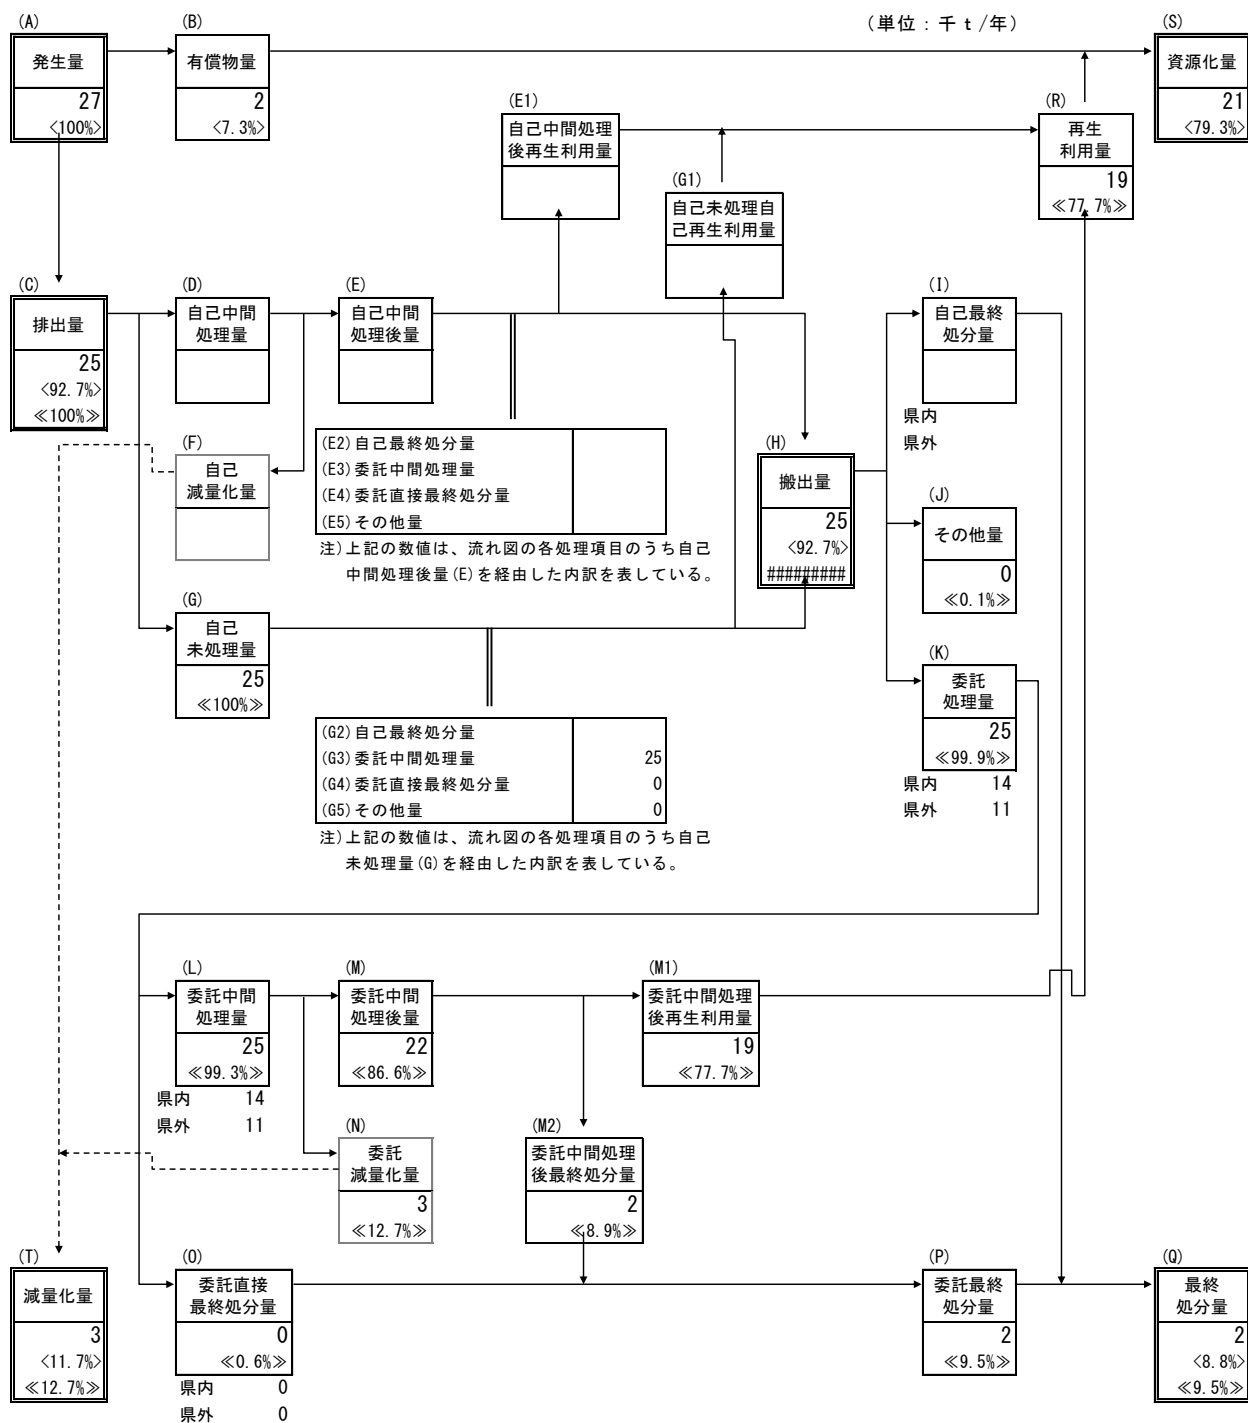 (単位：千ｔ/年)
(A)
発生量
27
<100%>
(B)
有償物量
2
<7.3%>
(S)
資源化量
21
<79.3%>
(E1)
自己中間処理
後再生利用量
(G1)
自己未処理自
己再生利用量
(R)
再生
利用量
19
≪77.7%≫
(C)
排出量
25
<92.7%>
≪100%≫
(D)
自己中間
処理量
(E)
自己中間
処理後量
(I)
自己最終
処分量
県内
県外
(F)
自己
減量化量
(E2)自己最終処分量
(E3)委託中間処理量
(E4)委託直接最終処分量
(E5)その他量
注)上記の数値は、流れ図の各処理項目のうち自己
中間処理後量(E)を経由した内訳を表している。
(H)
搬出量
25
<92.7%>
#########
(J)
その他量
0
≪0.1%≫
(G)
自己
未処理量
25
≪100%≫
(K)
委託
処理量
25
≪99.9%≫
県内 14
県外 11
(G2)自己最終処分量
(G3)委託中間処理量 25
(G4)委託直接最終処分量 0
(G5)その他量 0
注)上記の数値は、流れ図の各処理項目のうち自己
未処理量(G)を経由した内訳を表している。
(L)
委託中間
処理量
25
≪99.3%≫
県内 14
県外 11
(M)
委託中間
処理後量
22
≪86.6%≫
(M1)
委託中間処理
後再生利用量
19
≪77.7%≫
(N)
委託
減量化量
3
≪12.7%≫
(M2)
委託中間処理
後最終処分量
2
≪8.9%≫
(T)
減量化量
3
<11.7%>
≪12.7%≫
(O)
委託直接
最終処分量
0
≪0.6%≫
県内 0
県外 0
(P)
委託最終
処分量
2
≪9.5%≫
(Q)
最終
処分量
2
<8.8%>
≪9.5%≫